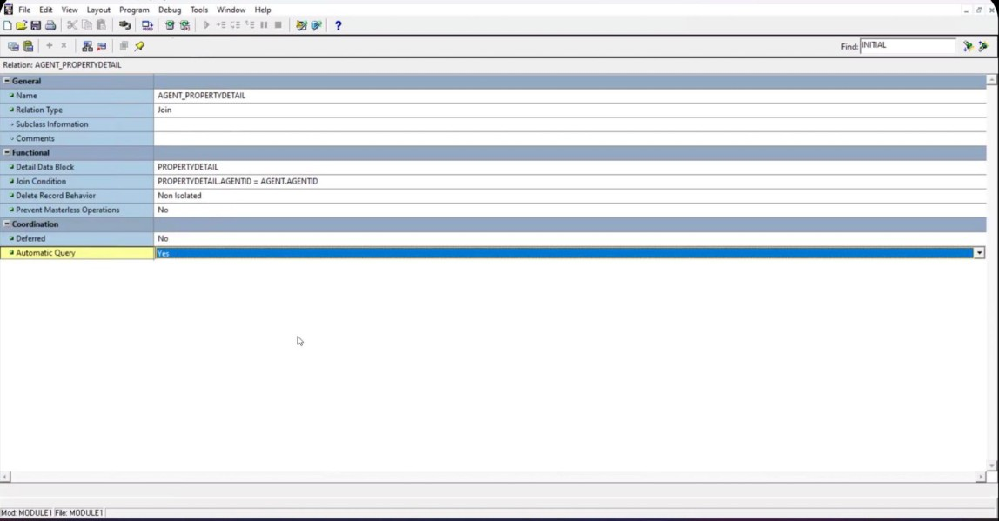 File Edit View Layout Program Debug Tools Window Help
Find: INITIAL
Relation: AGENT_PROPERTYDETAIL
General
Name AGENT_PROPERTYDETAIL
Relation Type Join
Subclass Information
Comments
Functional
Detail Data Block PROPERTYDETAIL
Join Condition PROPERTYDETAIL.AGENTID = AGENT.AGENTID
Delete Record Behavior Non Isolated
Prevent Masterless Operations No
Coordination
Deferred No
Automatic Query Yes
Mod: MODULE1 File: MODULE1